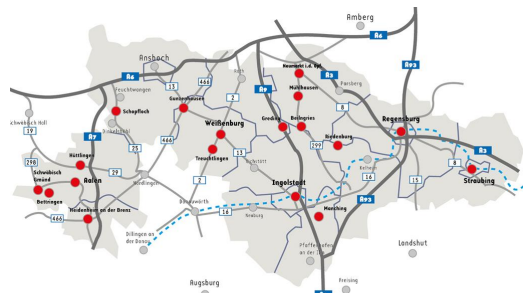 Amberg
A6
Ansbach
A6
466
13
Roth
A9
Neumarkt i.d. Opf.
A3
A93
Feuchtwangen
Mühlhausen
Parsberg
Gunzenhausen
2
8
Schopfloch
Schwäbisch Hall
Weißenburg
Greding
Beilngries
Regensburg
19
A7
Dinkelsbühl
466
25
299
Riedenburg
A3
298
Hüttlingen
Treuchtlingen
13
Eichstätt
Kelheim
8
Schwäbisch
Gmünd
29
Aalen
Nördlingen
2
Ingolstadt
16
15
Straubing
Bettringen
Donauwörth
16
Neuburg
Manching
A93
466
Heidenheim an der Brenz
Dillingen an
der Donau
Pfaffenhofen
an der Ilm
Landshut
Augsburg
Freising